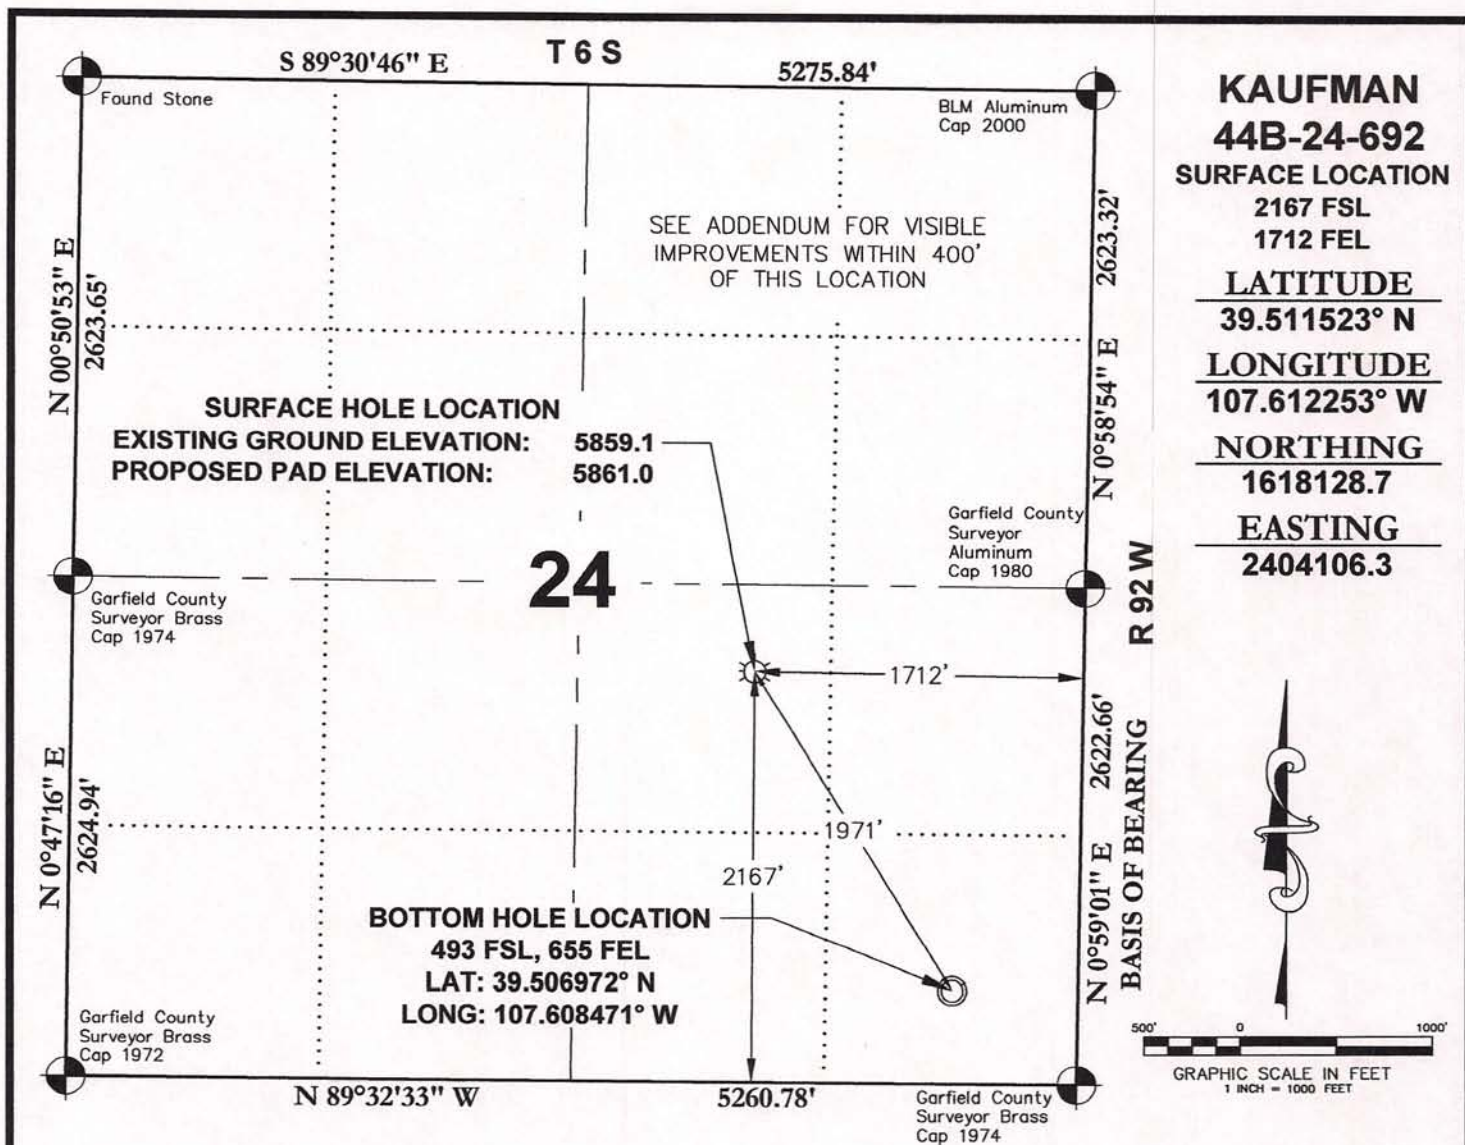 T 6 S
S 89°30'46" E
5275.84'
Found Stone
BLM Aluminum
Cap 2000
SEE ADDENDUM FOR VISIBLE
IMPROVEMENTS WITHIN 400'
OF THIS LOCATION
N 00°50'53" E
2623.65'
2623.32'
N 0°58'54" E
SURFACE HOLE LOCATION
EXISTING GROUND ELEVATION: 5859.1
PROPOSED PAD ELEVATION: 5861.0
Garfield County
Surveyor
Aluminum
Cap 1980
24
R 92 W
Garfield County
Surveyor Brass
Cap 1974
1712'
N 0°47'16" E
2624.94'
2622.66'
N 0°59'01" E
BASIS OF BEARING
1971'
2167'
BOTTOM HOLE LOCATION
493 FSL, 655 FEL
LAT: 39.506972° N
LONG: 107.608471° W
Garfield County
Surveyor Brass
Cap 1972
N 89°32'33" W
5260.78'
Garfield County
Surveyor Brass
Cap 1974
KAUFMAN
44B-24-692
SURFACE LOCATION
2167 FSL
1712 FEL
LATITUDE
39.511523° N
LONGITUDE
107.612253° W
NORTHING
1618128.7
EASTING
2404106.3
500' 0 1000'
GRAPHIC SCALE IN FEET
1 INCH = 1000 FEET